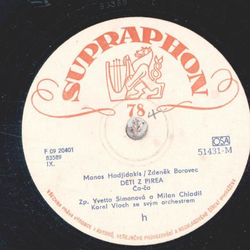 SUPRAPHON
78
F 09 20401
53589
IX.
OSA
51431-M
Manos Hadjidakis / Zdeněk Borovec
DĚTI Z PIREA
Ča-ča
Zp. Yvetta Simonová a Milan Chladil
Karel Vlach se svým orchestrem
h